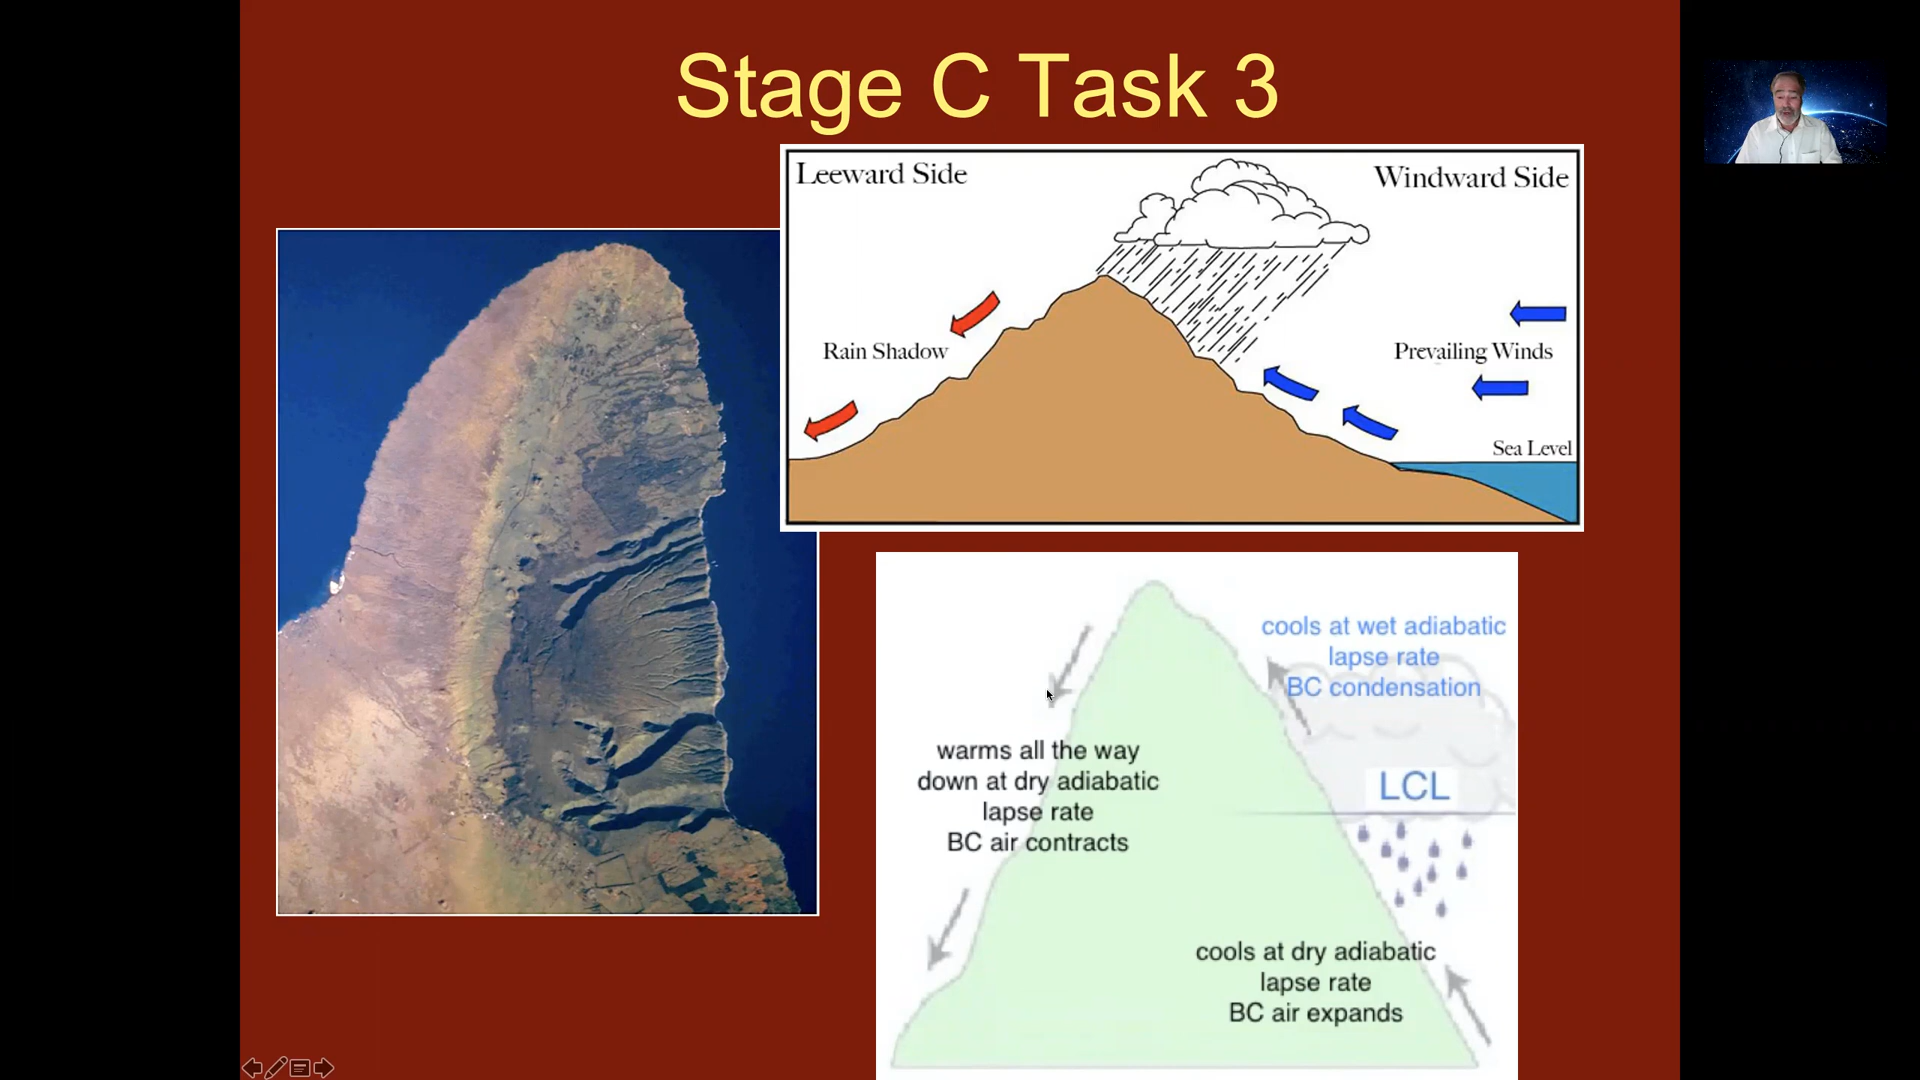 Stage C Task 3
Leeward Side
Windward Side
Rain Shadow
Prevailing Winds
Sea Level
cools at wet adiabatic
lapse rate
BC condensation
LCL
warms all the way
down at dry adiabatic
lapse rate
BC air contracts
cools at dry adiabatic
lapse rate
BC air expands